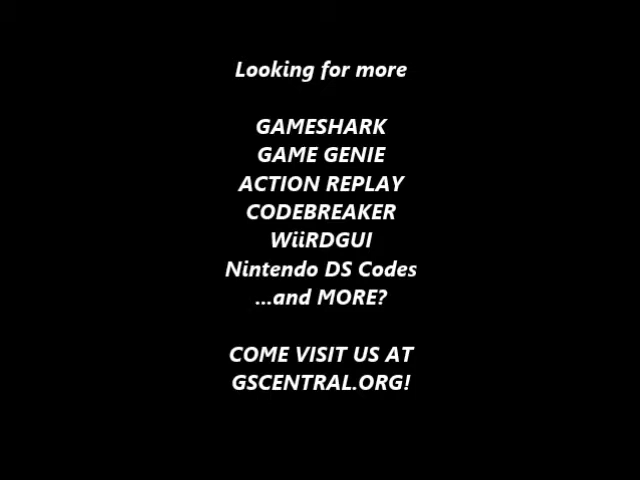 Looking for more
GAMESHARK
GAME GENIE
ACTION REPLAY
CODEBREAKER
WiiRDGUI
Nintendo DS Codes
...and MORE?
COME VISIT US AT
GSCENTRAL.ORG!